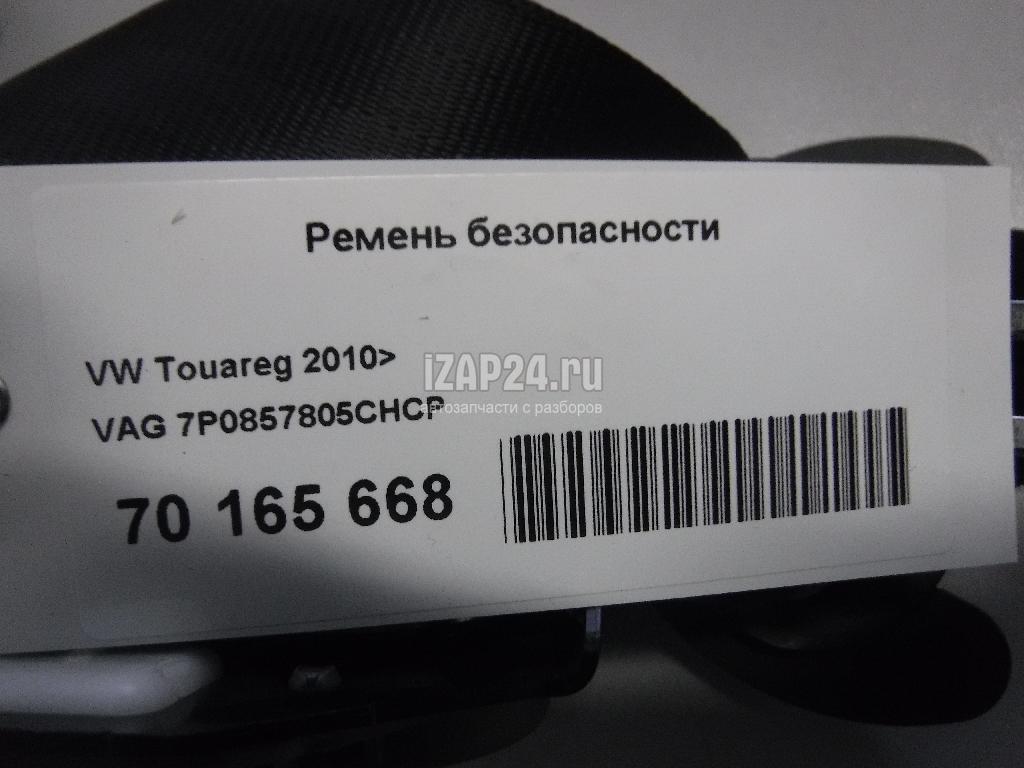 Ремень безопасности
VW Touareg 2010>
iZAP24.ru
автозапчасти с разборов
VAG 7P0857805CHCP
70 165 668